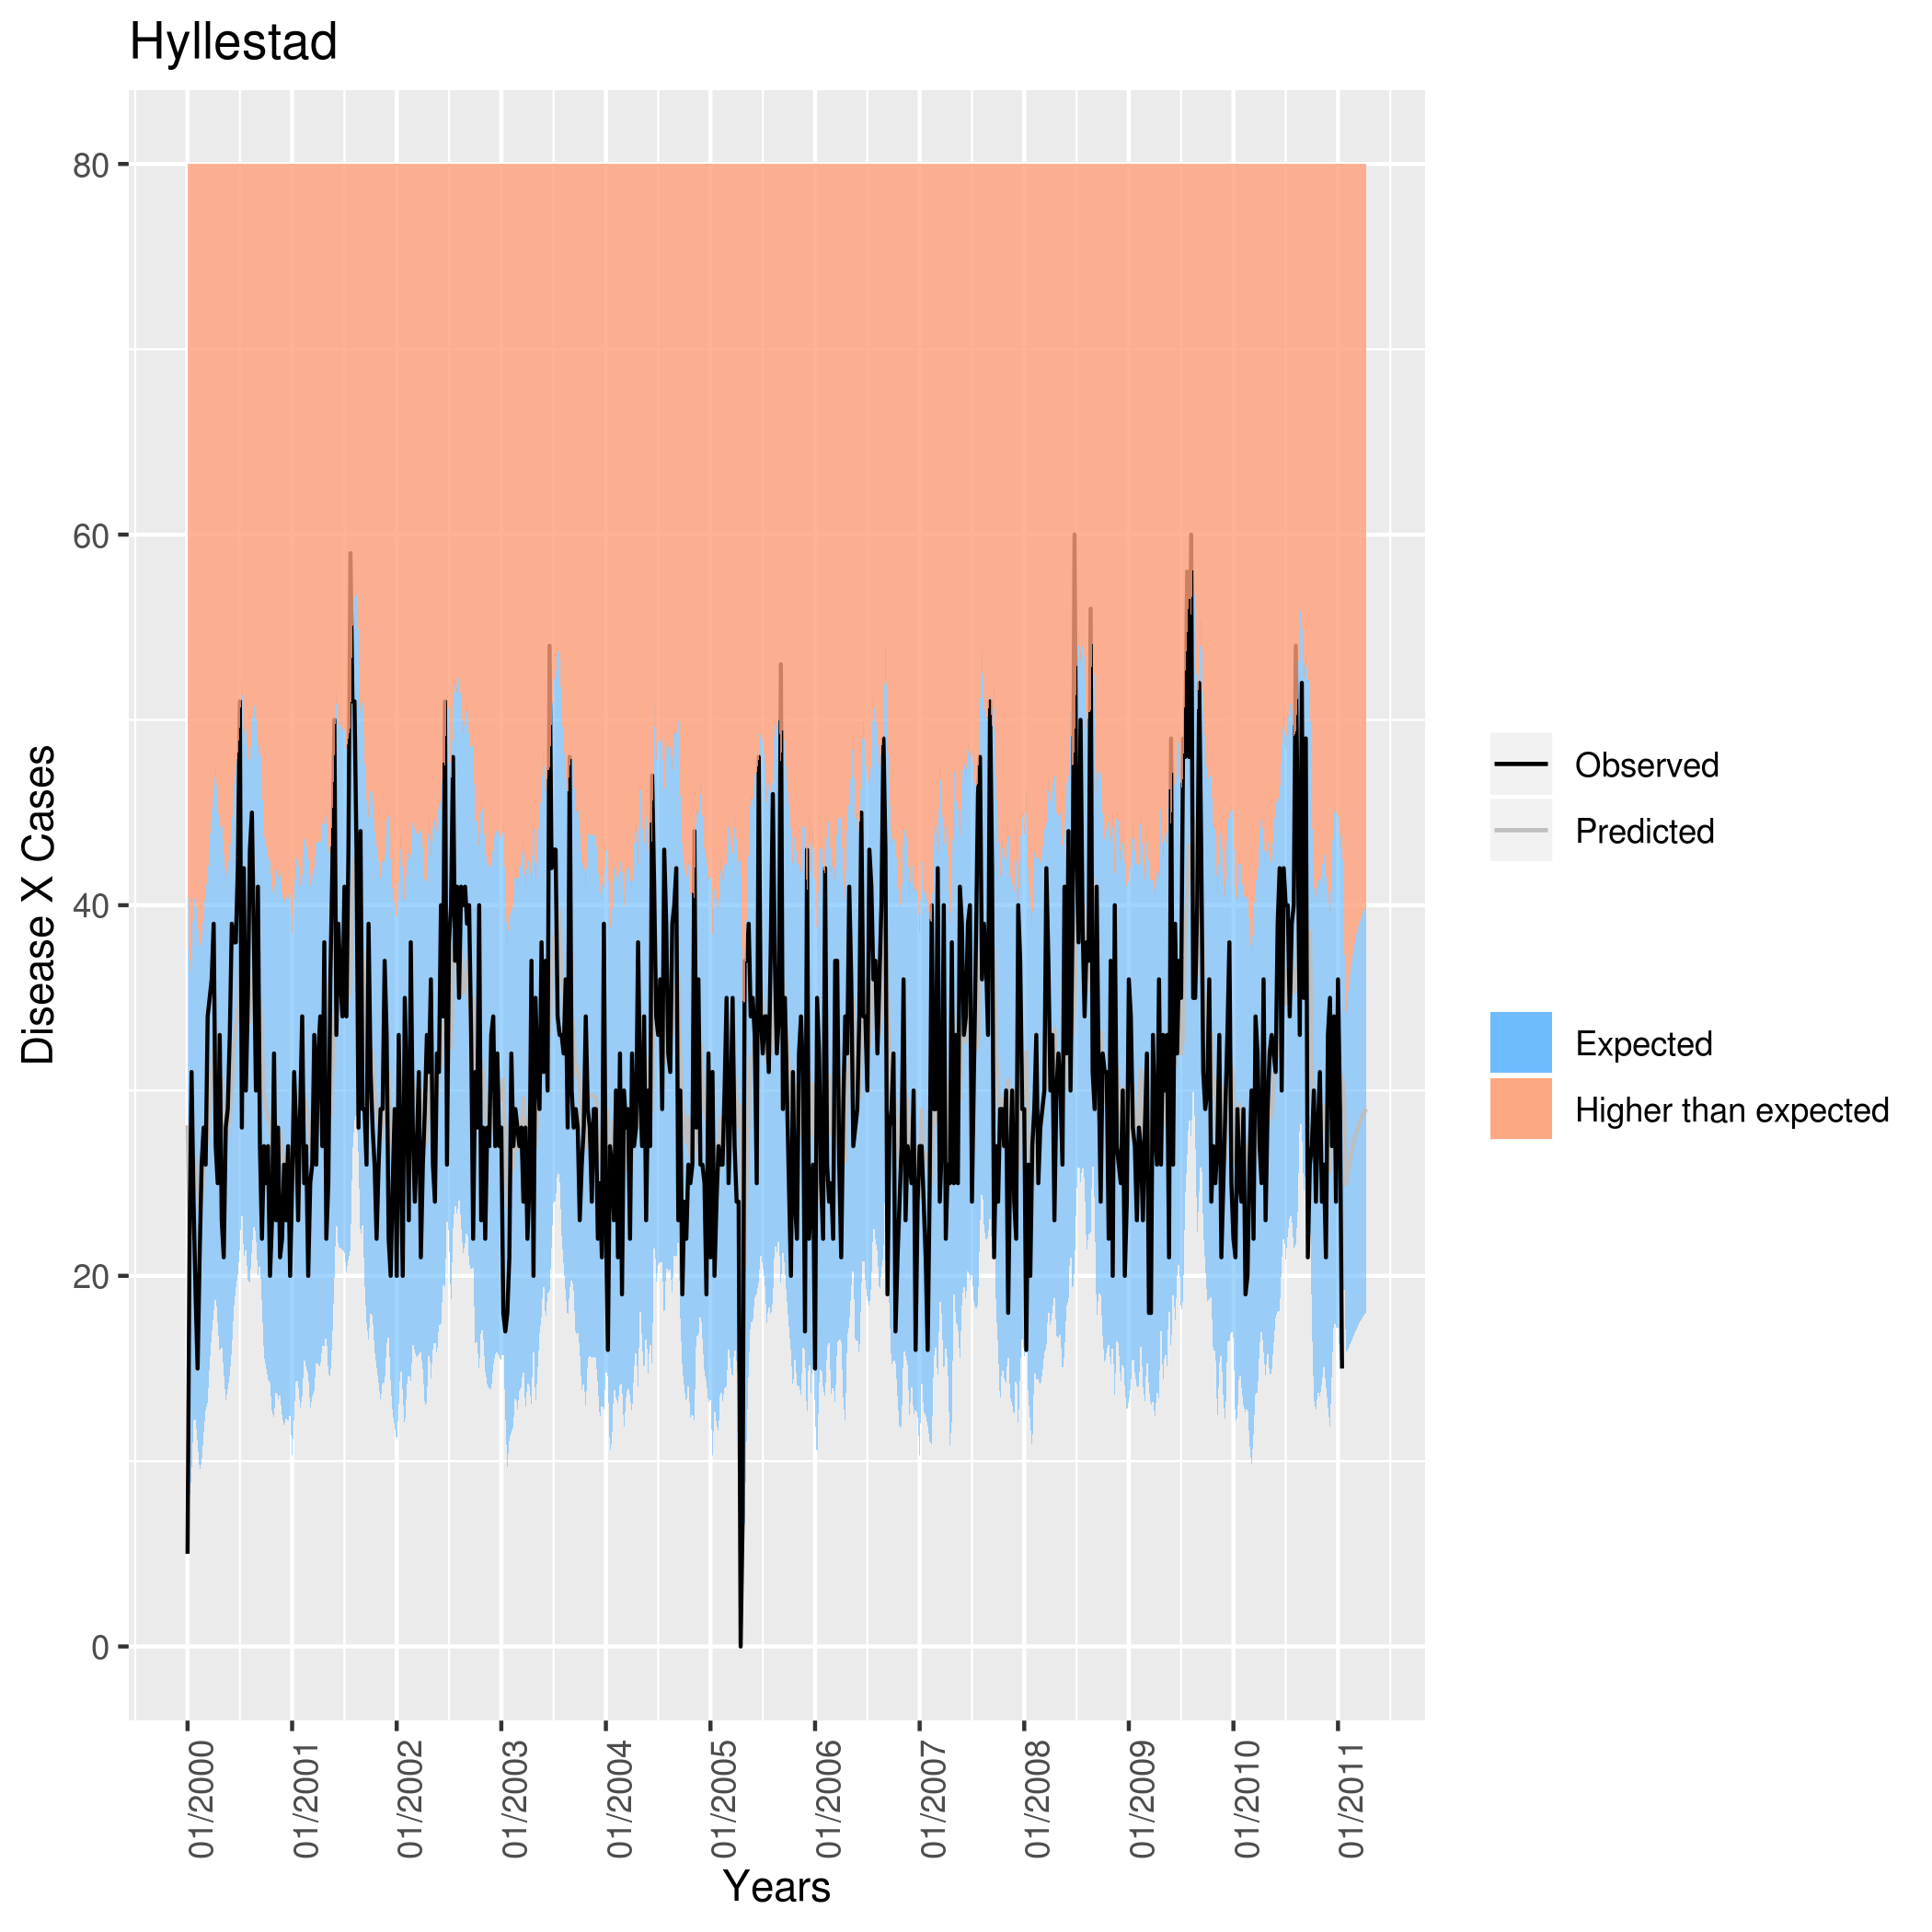 Hyllestad
80
60
40
20
0
Disease X Cases
01/2000
01/2001
01/2002
01/2003
01/2004
01/2005
01/2006
01/2007
01/2008
01/2009
01/2010
01/2011
Years
Observed
Predicted
Expected
Higher than expected